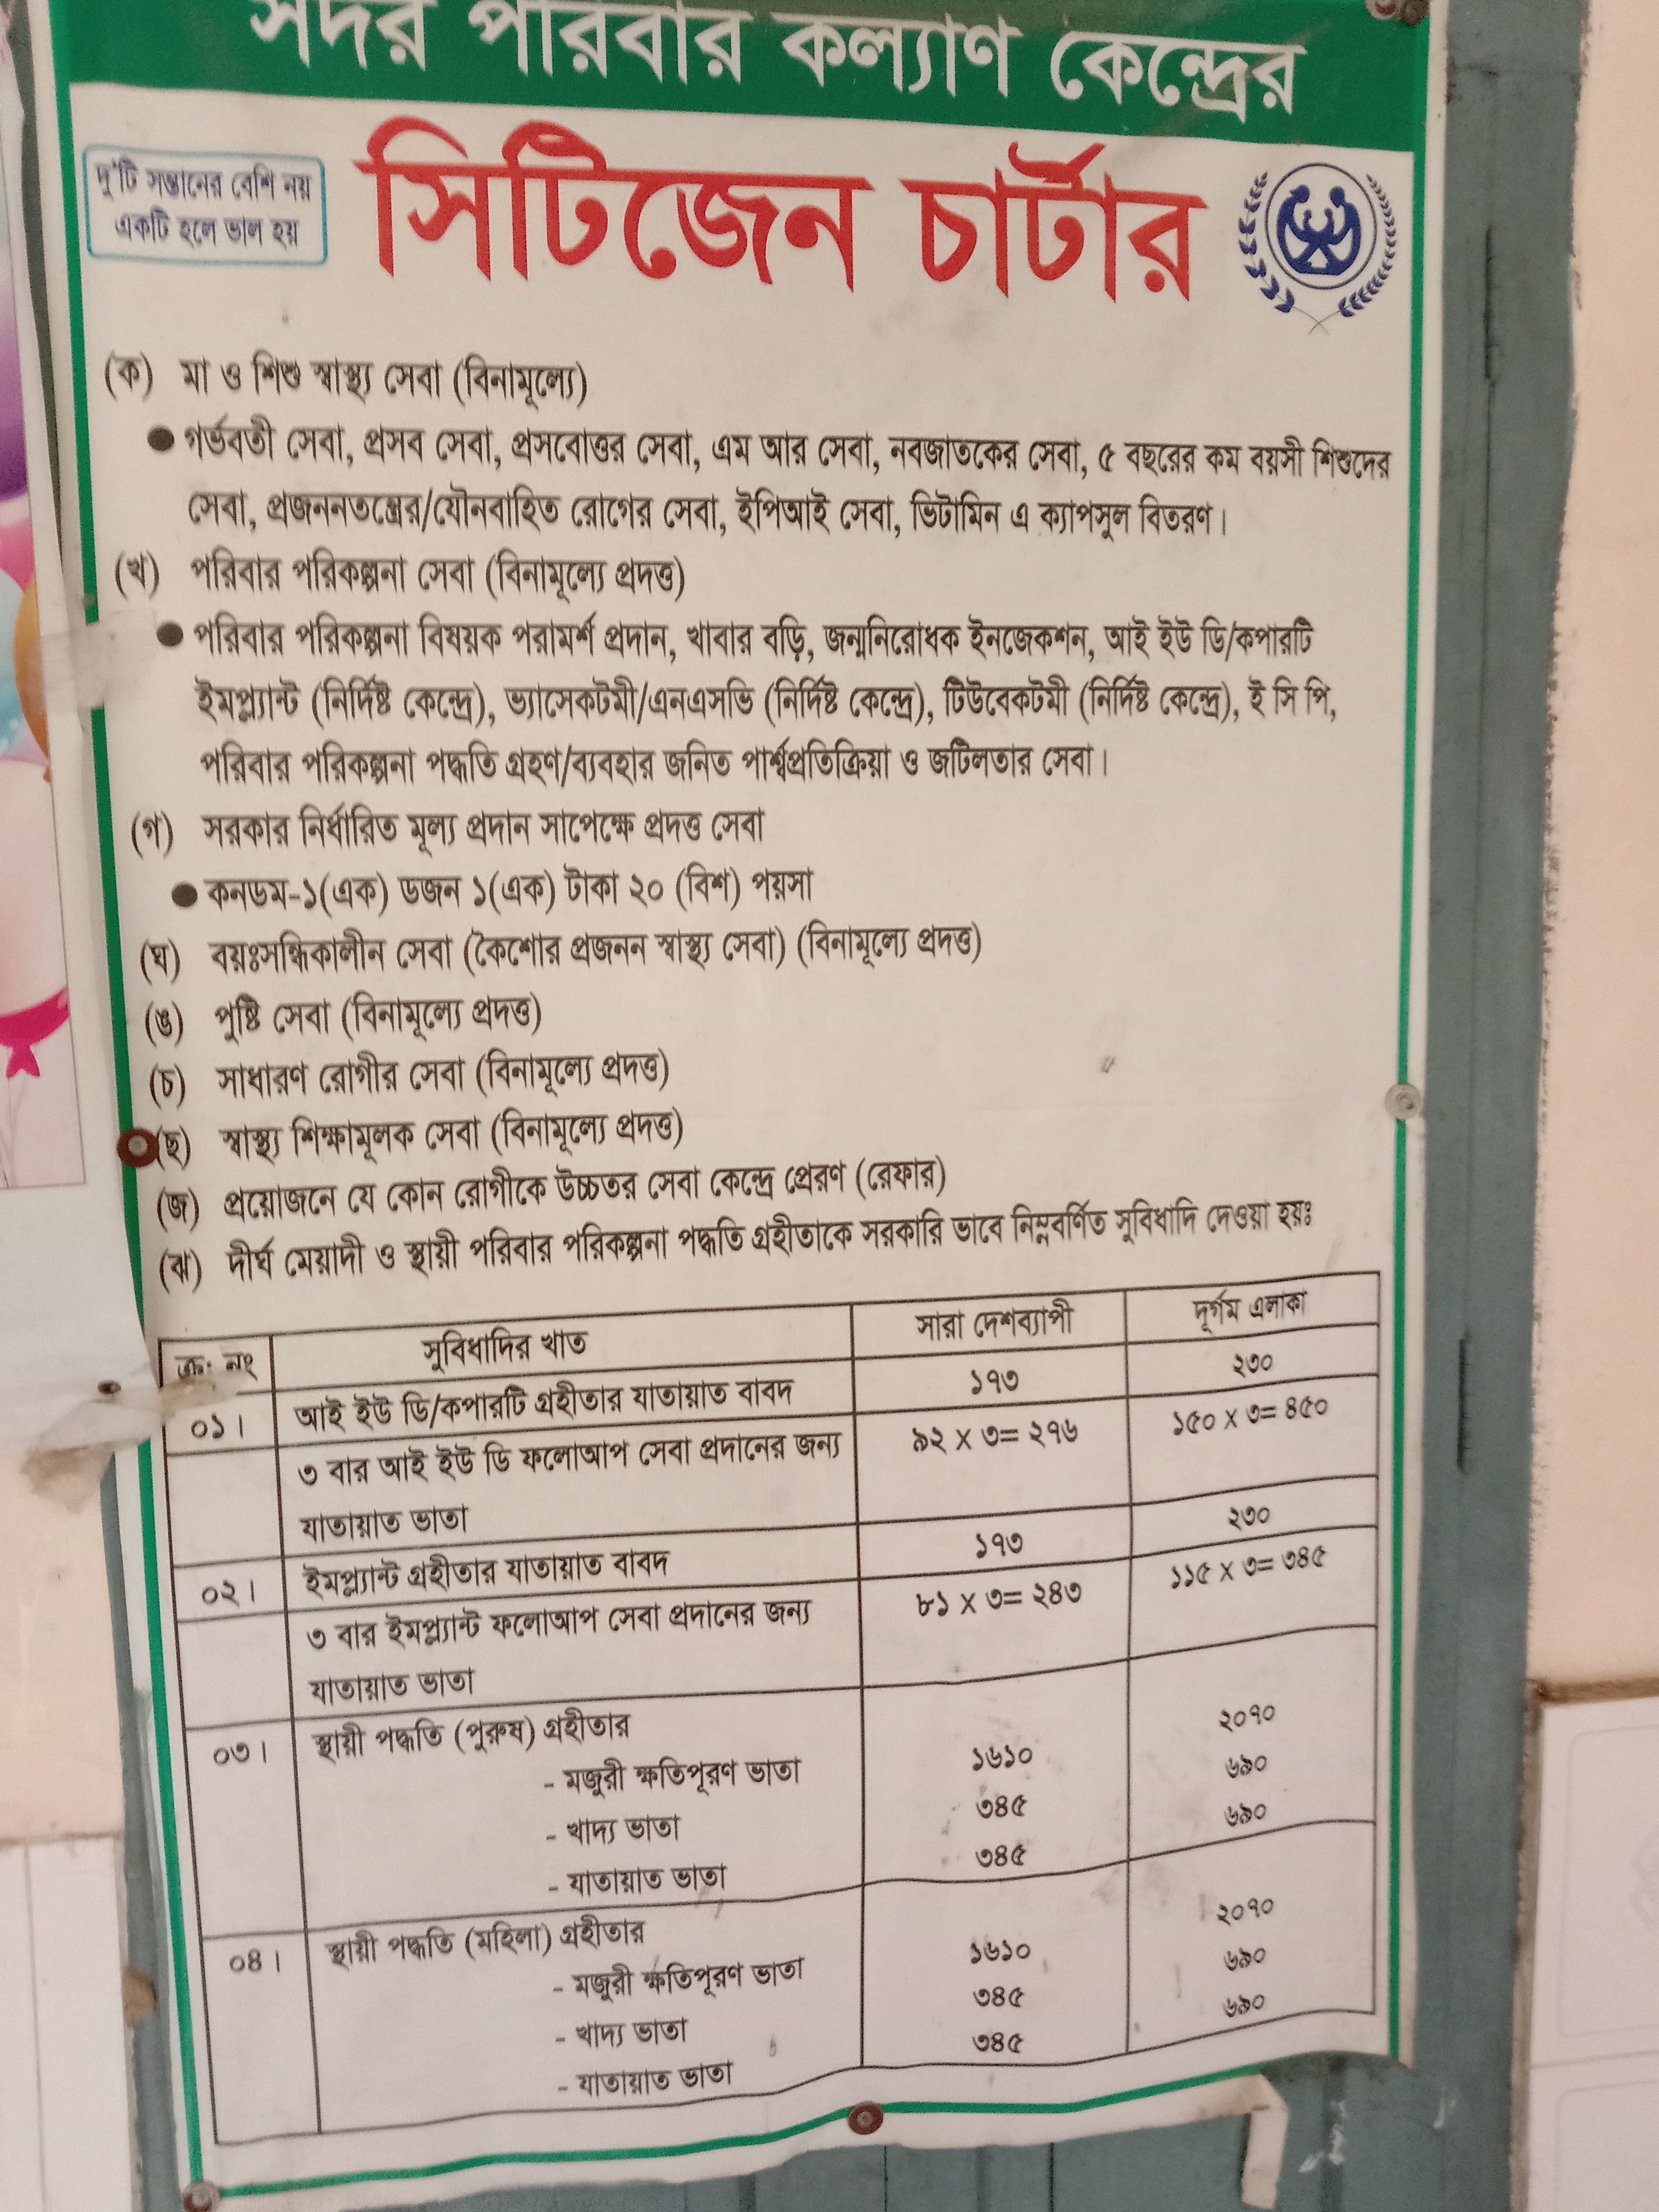 সদর পরিবার কল্যাণ কেন্দ্রের
দু'টি সন্তানের বেশি নয়
একটি হলে ভাল হয়
সিটিজেন চার্টার
(ক) মা ও শিশু স্বাস্থ্য সেবা (বিনামূল্যে)
● গর্ভবতী সেবা, প্রসব সেবা, প্রসবোত্তর সেবা, এম আর সেবা, নবজাতকের সেবা, ৫ বছরের কম বয়সী শিশুদের
সেবা, প্রজননতন্ত্রের/যৌনবাহিত রোগের সেবা, ইপিআই সেবা, ভিটামিন এ ক্যাপসুল বিতরণ।
(খ) পরিবার পরিকল্পনা সেবা (বিনামূল্যে প্রদত্ত)
● পরিবার পরিকল্পনা বিষয়ক পরামর্শ প্রদান, খাবার বড়ি, জন্মনিরোধক ইনজেকশন, আই ইউ ডি/কপারটি
ইমপ্ল্যান্ট (নির্দিষ্ট কেন্দ্রে), ভ্যাসেকটমী/এনএসভি (নির্দিষ্ট কেন্দ্রে), টিউবেকটমী (নির্দিষ্ট কেন্দ্রে), ই সি পি,
পরিবার পরিকল্পনা পদ্ধতি গ্রহণ/ব্যবহার জনিত পার্শ্বপ্রতিক্রিয়া ও জটিলতার সেবা।
(গ) সরকার নির্ধারিত মূল্য প্রদান সাপেক্ষে প্রদত্ত সেবা
● কনডম-১(এক) ডজন ১(এক) টাকা ২০ (বিশ) পয়সা
(ঘ) বয়ঃসন্ধিকালীন সেবা (কৈশোর প্রজনন স্বাস্থ্য সেবা) (বিনামূল্যে প্রদত্ত)
(ঙ) পুষ্টি সেবা (বিনামূল্যে প্রদত্ত)
(চ) সাধারণ রোগীর সেবা (বিনামূল্যে প্রদত্ত)
(ছ) স্বাস্থ্য শিক্ষামূলক সেবা (বিনামূল্যে প্রদত্ত)
(জ) প্রয়োজনে যে কোন রোগীকে উচ্চতর সেবা কেন্দ্রে প্রেরণ (রেফার)
(ঝ) দীর্ঘ মেয়াদী ও স্থায়ী পরিবার পরিকল্পনা পদ্ধতি গ্রহীতাকে সরকারি ভাবে নিম্নবর্ণিত সুবিধাদি দেওয়া হয়ঃ
ক্র: নং সুবিধাদির খাত সারা দেশব্যাপী দূর্গম এলাকা
০১। আই ইউ ডি/কপারটি গ্রহীতার যাতায়াত বাবদ ১৭৩ ২৩০
৩ বার আই ইউ ডি ফলোআপ সেবা প্রদানের জন্য ৯২ x ৩= ২৭৬ ১৫০ x ৩= ৪৫০
যাতায়াত ভাতা
০২। ইমপ্ল্যান্ট গ্রহীতার যাতায়াত বাবদ ১৭৩ ২৩০
৩ বার ইমপ্ল্যান্ট ফলোআপ সেবা প্রদানের জন্য ৮১ x ৩= ২৪৩ ১১৫ x ৩= ৩৪৫
যাতায়াত ভাতা
০৩। স্থায়ী পদ্ধতি (পুরুষ) গ্রহীতার
- মজুরী ক্ষতিপূরণ ভাতা ১৬১০ ২০৭০
- খাদ্য ভাতা ৩৪৫ ৬৯০
- যাতায়াত ভাতা ৩৪৫ ৬৯০
০৪। স্থায়ী পদ্ধতি (মহিলা) গ্রহীতার
- মজুরী ক্ষতিপূরণ ভাতা ১৬১০ ২০৭০
- খাদ্য ভাতা ৩৪৫ ৬৯০
- যাতায়াত ভাতা ৩৪৫ ৬৯০